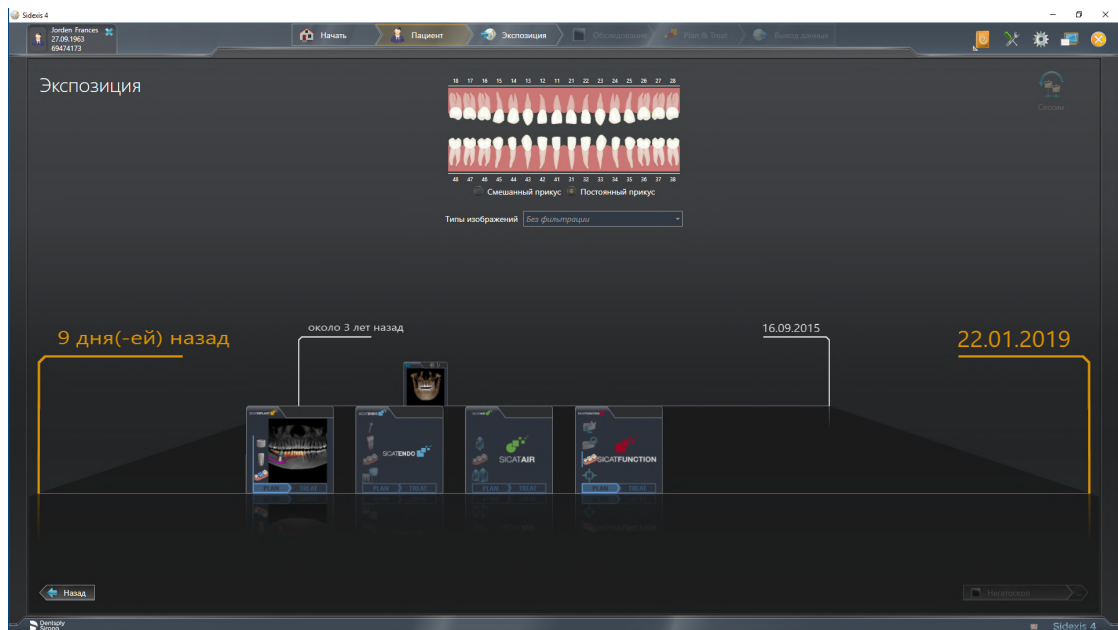 Sidexis 4
Jorden Frances
27.09.1963
69474173
Начать
Пациент
Экспозиция
Обследование
Plan & Treat
Вывод данных
Экспозиция
Сессии
18 17 16 15 14 13 12 11 21 22 23 24 25 26 27 28
48 47 46 45 44 43 42 41 31 32 33 34 35 36 37 38
Смешанный прикус
Постоянный прикус
Типы изображений
Без фильтрации
9 дня(-ей) назад
около 3 лет назад
16.09.2015
22.01.2019
SICATENDO
SICATAIR
SICATFUNCTION
PLAN TREAT
PLAN TREAT
PLAN TREAT
PLAN TREAT
Назад
Негатоскоп
Dentsply
Sirona
Sidexis 4